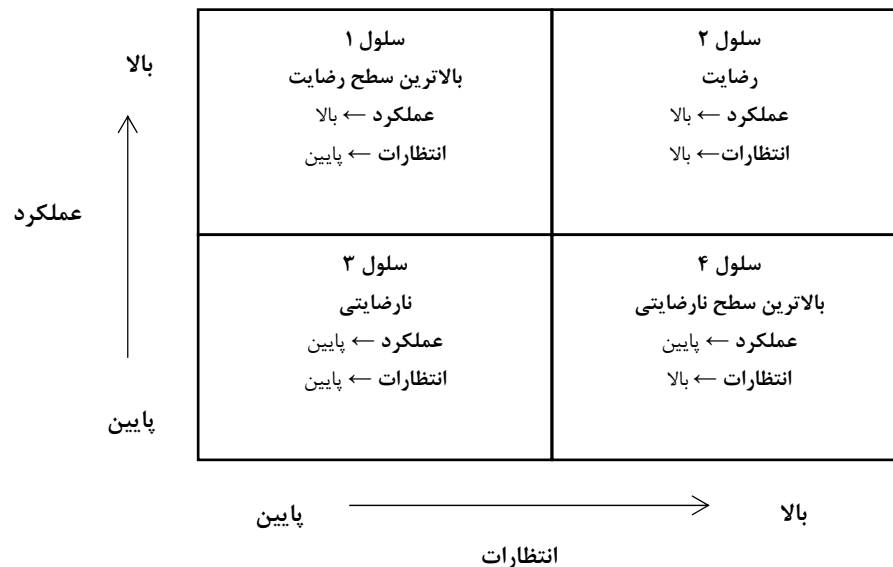 بالا
عملکرد
پایین
سلول ۱
بالاترین سطح رضایت
عملکرد ← بالا
انتظارات ← پایین
سلول ۲
رضایت
عملکرد ← بالا
انتظارات← بالا
سلول ۳
نارضایتی
عملکرد ← پایین
انتظارات ← پایین
سلول ۴
بالاترین سطح نارضایتی
عملکرد ← پایین
انتظارات ← بالا
پایین
بالا
انتظارات